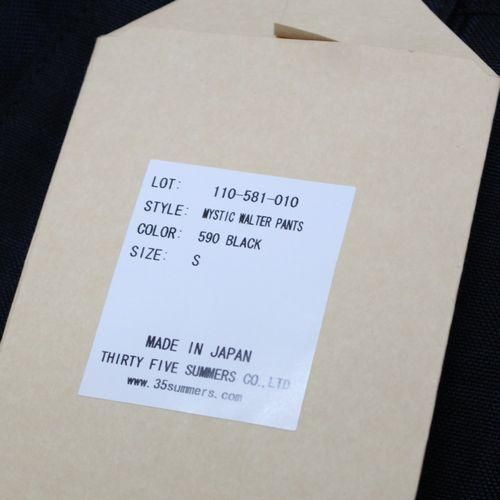 LOT: 110-581-010
STYLE: MYSTIC WALTER PANTS
COLOR: 590 BLACK
SIZE: S
MADE IN JAPAN
THIRTY FIVE SUMMERS CO.,LTD
www.35summers.com